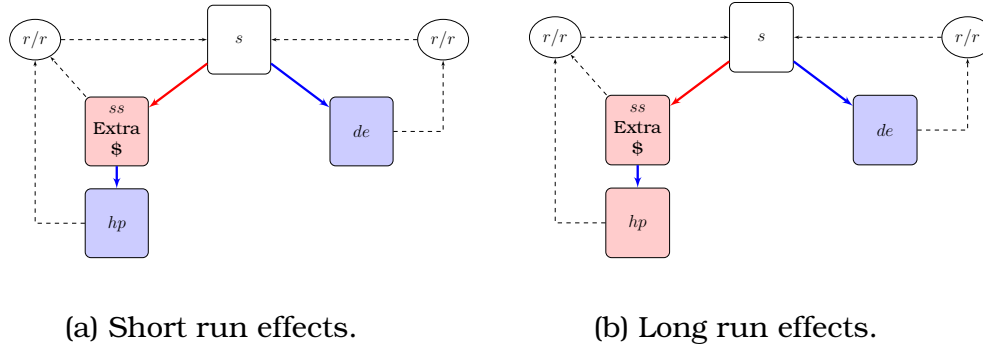 r/r
s
r/r
ss
Extra
$
de
hp
(a) Short run effects.
r/r
s
r/r
ss
Extra
$
de
hp
(b) Long run effects.